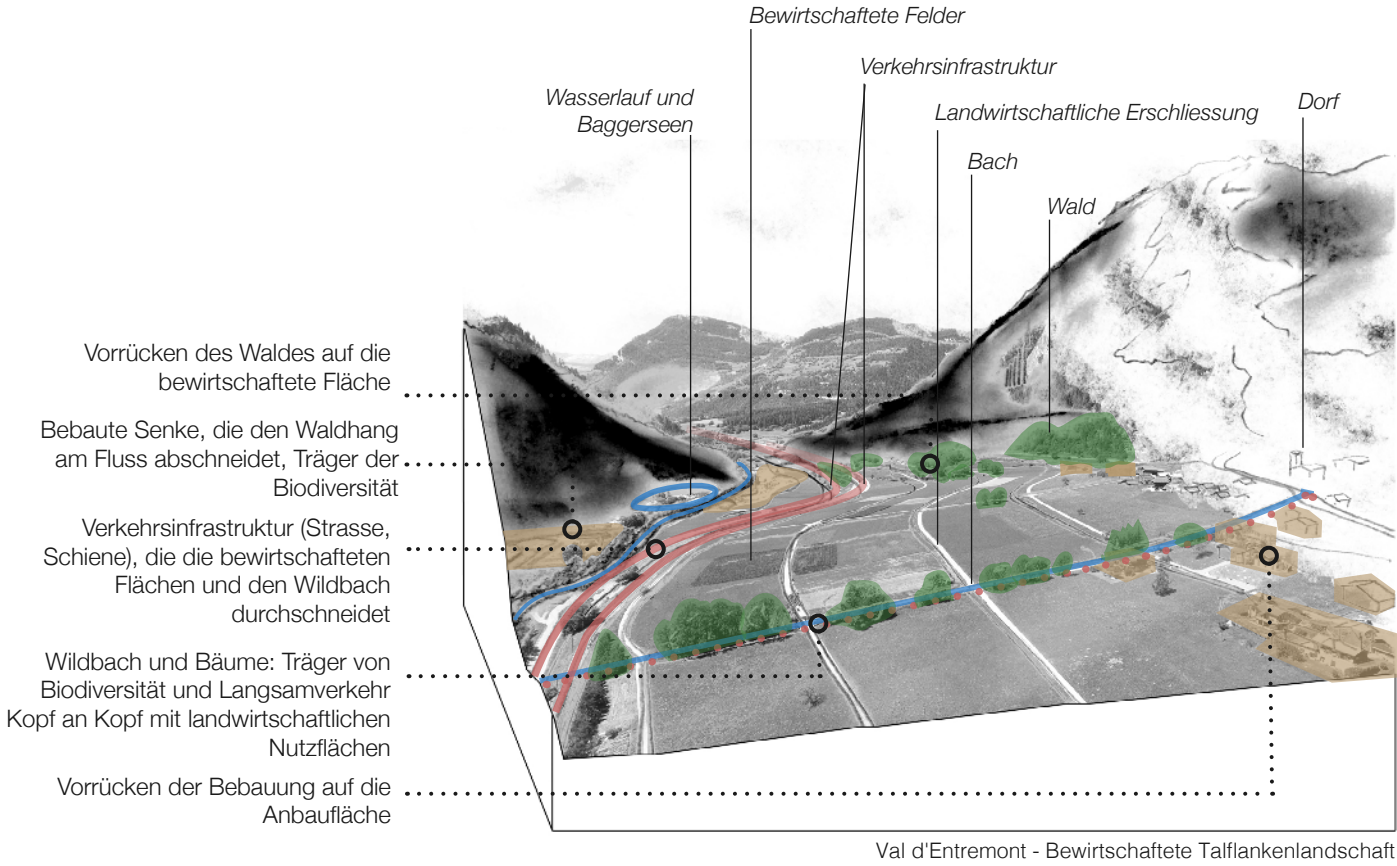 Bewirtschaftete Felder
Verkehrsinfrastruktur
Wasserlauf und
Baggerseen
Landwirtschaftliche Erschliessung
Dorf
Bach
Wald
Vorrücken des Waldes auf die
bewirtschaftete Fläche
Bebaute Senke, die den Waldhang
am Fluss abschneidet, Träger der
Biodiversität
Verkehrsinfrastruktur (Strasse,
Schiene), die die bewirtschafteten
Flächen und den Wildbach
durchschneidet
Wildbach und Bäume: Träger von
Biodiversität und Langsamverkehr
Kopf an Kopf mit landwirtschaftlichen
Nutzflächen
Vorrücken der Bebauung auf die
Anbaufläche
Val d'Entremont - Bewirtschaftete Talflankenlandschaft